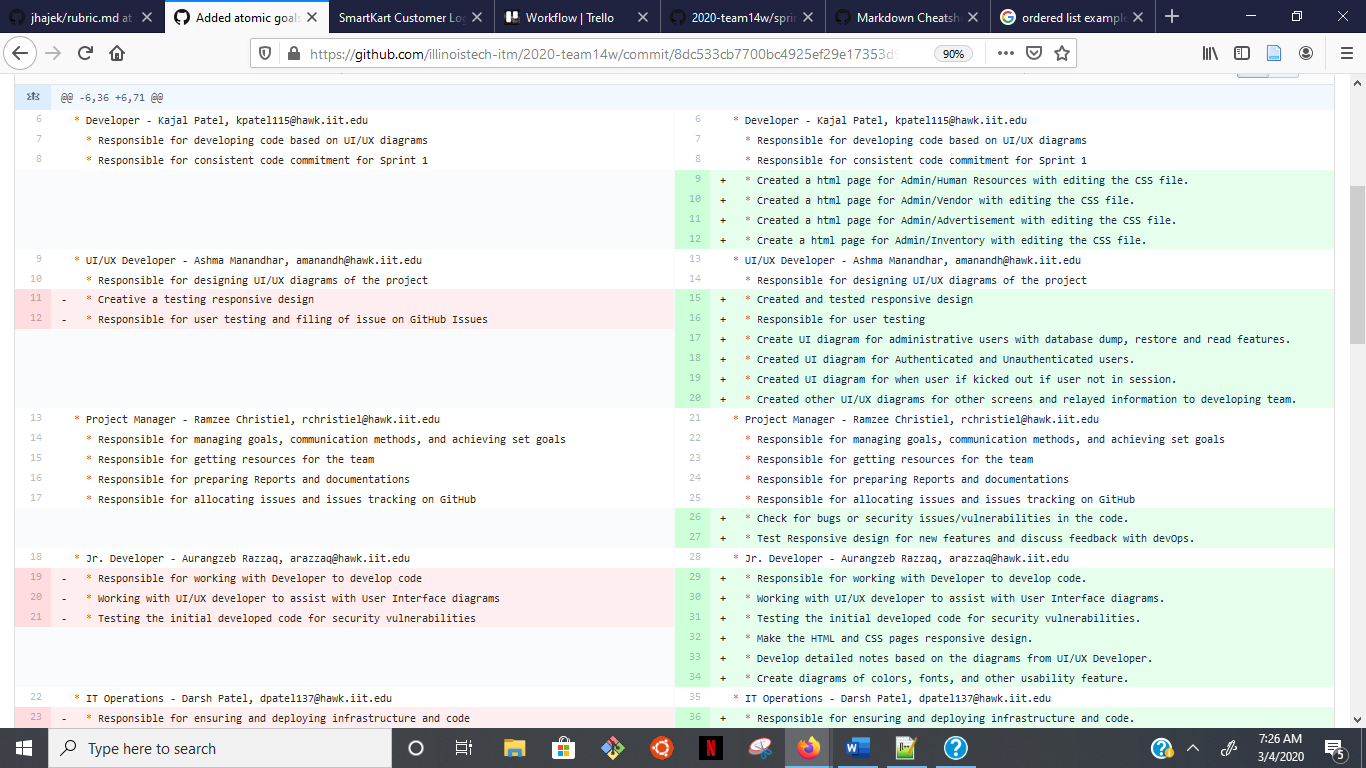 jhajek/rubric.md at
Added atomic goals
SmartKart Customer Lo
Workflow | Trello
2020-team14w/sprin
Markdown Cheatsh
ordered list example
https://github.com/illinoistech-itm/2020-team14w/commit/8dc533cb7700bc4925ef29e17353d
90%
@@ -6,36 +6,71 @@
6 * Developer - Kajal Patel, kpatel115@hawk.iit.edu
7 * Responsible for developing code based on UI/UX diagrams
8 * Responsible for consistent code commitment for Sprint 1
9 * UI/UX Developer - Ashma Manandhar, amanandh@hawk.iit.edu
10 * Responsible for designing UI/UX diagrams of the project
11 - * Creative a testing responsive design
12 - * Responsible for user testing and filing of issue on GitHub Issues
13 * Project Manager - Ramzee Christiel, rchristiel@hawk.iit.edu
14 * Responsible for managing goals, communication methods, and achieving set goals
15 * Responsible for getting resources for the team
16 * Responsible for preparing Reports and documentations
17 * Responsible for allocating issues and issues tracking on GitHub
18 * Jr. Developer - Aurangzeb Razzaq, arazzaq@hawk.iit.edu
19 - * Responsible for working with Developer to develop code
20 - * Working with UI/UX developer to assist with User Interface diagrams
21 - * Testing the initial developed code for security vulnerabilities
22 * IT Operations - Darsh Patel, dpatel137@hawk.iit.edu
23 - * Responsible for ensuring and deploying infrastructure and code
6 * Developer - Kajal Patel, kpatel115@hawk.iit.edu
7 * Responsible for developing code based on UI/UX diagrams
8 * Responsible for consistent code commitment for Sprint 1
9 + * Created a html page for Admin/Human Resources with editing the CSS file.
10 + * Created a html page for Admin/Vendor with editing the CSS file.
11 + * Created a html page for Admin/Advertisement with editing the CSS file.
12 + * Create a html page for Admin/Inventory with editing the CSS file.
13 * UI/UX Developer - Ashma Manandhar, amanandh@hawk.iit.edu
14 * Responsible for designing UI/UX diagrams of the project
15 + * Created and tested responsive design
16 + * Responsible for user testing
17 + * Create UI diagram for administrative users with database dump, restore and read features.
18 + * Created UI diagram for Authenticated and Unauthenticated users.
19 + * Created UI diagram for when user if kicked out if user not in session.
20 + * Created other UI/UX diagrams for other screens and relayed information to developing team.
21 * Project Manager - Ramzee Christiel, rchristiel@hawk.iit.edu
22 * Responsible for managing goals, communication methods, and achieving set goals
23 * Responsible for getting resources for the team
24 * Responsible for preparing Reports and documentations
25 * Responsible for allocating issues and issues tracking on GitHub
26 + * Check for bugs or security issues/vulnerabilities in the code.
27 + * Test Responsive design for new features and discuss feedback with devOps.
28 * Jr. Developer - Aurangzeb Razzaq, arazzaq@hawk.iit.edu
29 + * Responsible for working with Developer to develop code.
30 + * Working with UI/UX developer to assist with User Interface diagrams.
31 + * Testing the initial developed code for security vulnerabilities.
32 + * Make the HTML and CSS pages responsive design.
33 + * Develop detailed notes based on the diagrams from UI/UX Developer.
34 + * Create diagrams of colors, fonts, and other usability feature.
35 * IT Operations - Darsh Patel, dpatel137@hawk.iit.edu
36 + * Responsible for ensuring and deploying infrastructure and code.
Type here to search
7:26 AM
3/4/2020
5